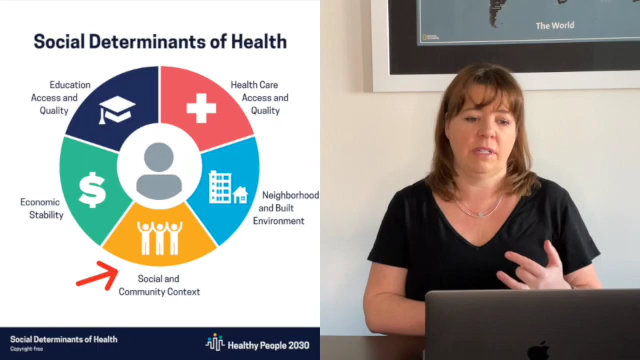 Social Determinants of Health
Education
Access and
Quality
Health Care
Access and
Quality
Economic
Stability
Neighborhood
and Built
Environment
Social and
Community Context
Social Determinants of Health
Copyright-free
Healthy People 2030
The World